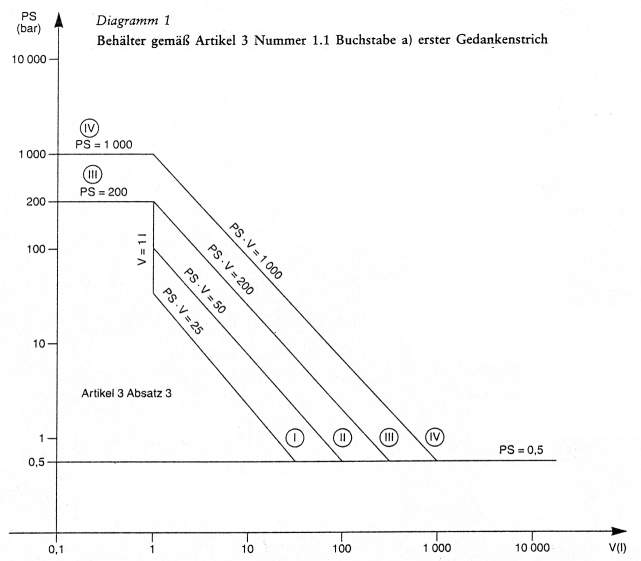 PS
(bar)
Diagramm 1
Behälter gemäß Artikel 3 Nummer 1.1 Buchstabe a) erster Gedankenstrich
10 000
IV
PS = 1 000
1 000
III
PS = 200
200
V = 1 l
PS · V = 1 000
PS · V = 200
100
PS · V = 50
PS · V = 25
10
Artikel 3 Absatz 3
1
I
II
III
IV
PS = 0,5
0,5
0,1
1
10
100
1 000
10 000
V(l)